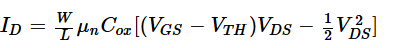 $I_D = \frac{W}{L} \mu_n C_{ox} [(V_{GS} - V_{TH}) V_{DS} - \frac{1}{2} V_{DS}^2]$